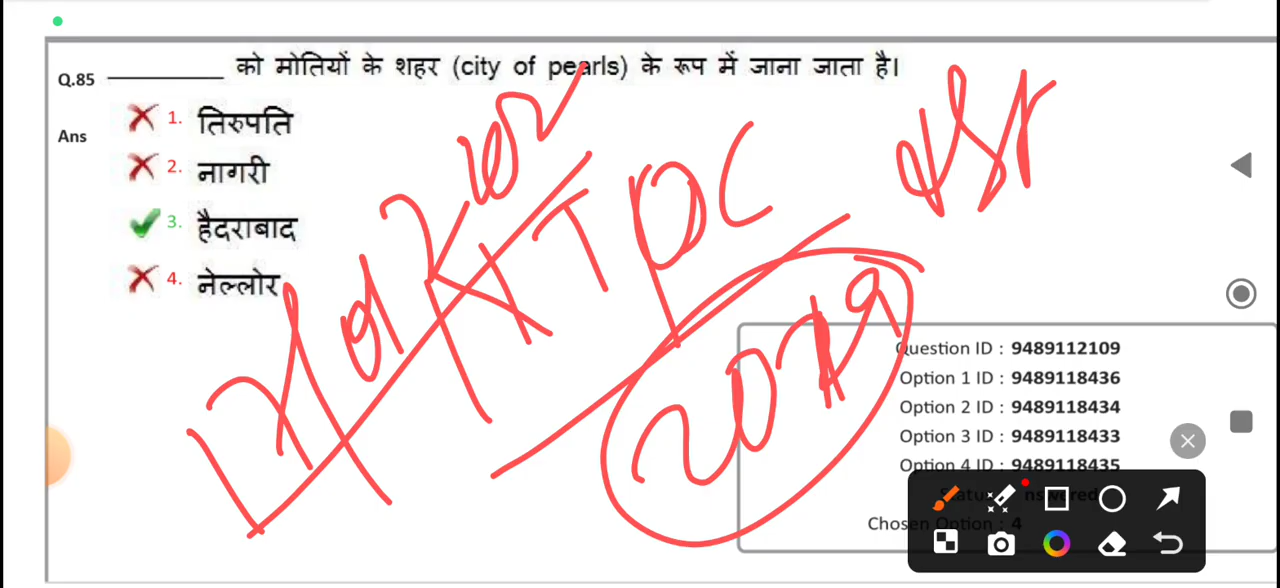 Q.85 __________ को मोतियों के शहर (city of pearls) के रूप में जाना जाता है।
Ans
1. तिरुपति
2. नागरी
3. हैदराबाद
4. नेल्लोर
NTPC
2019
Question ID : 9489112109
Option 1 ID : 9489118436
Option 2 ID : 9489118434
Option 3 ID : 9489118433
Option 4 ID : 9489118435
Chosen Option : 4